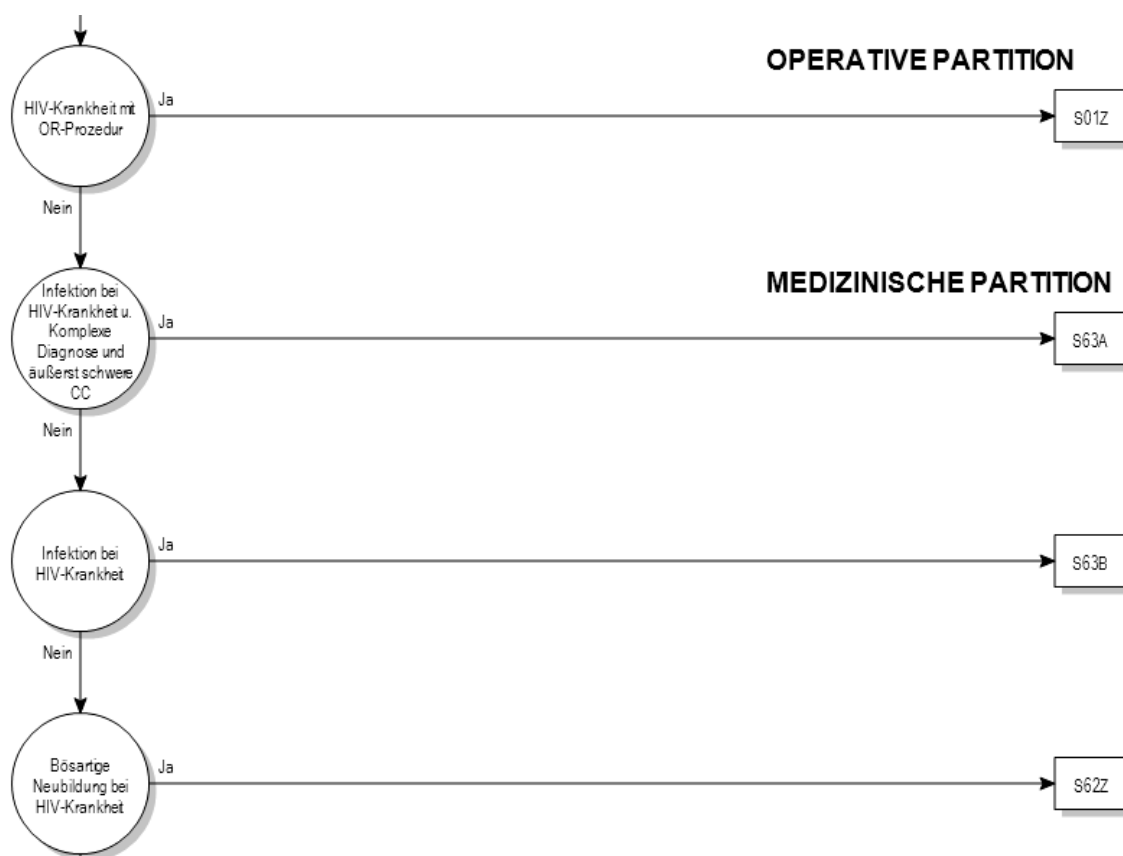 OPERATIVE PARTITION
HIV-Krankheit mit
OR-Prozedur
Ja
S01Z
Nein
MEDIZINISCHE PARTITION
Infektion bei
HIV-Krankheit u.
Komplexe
Diagnose und
äußerst schwere
CC
Ja
S63A
Nein
Infektion bei
HIV-Krankheit
Ja
S63B
Nein
Bösartige
Neubildung bei
HIV-Krankheit
Ja
S62Z